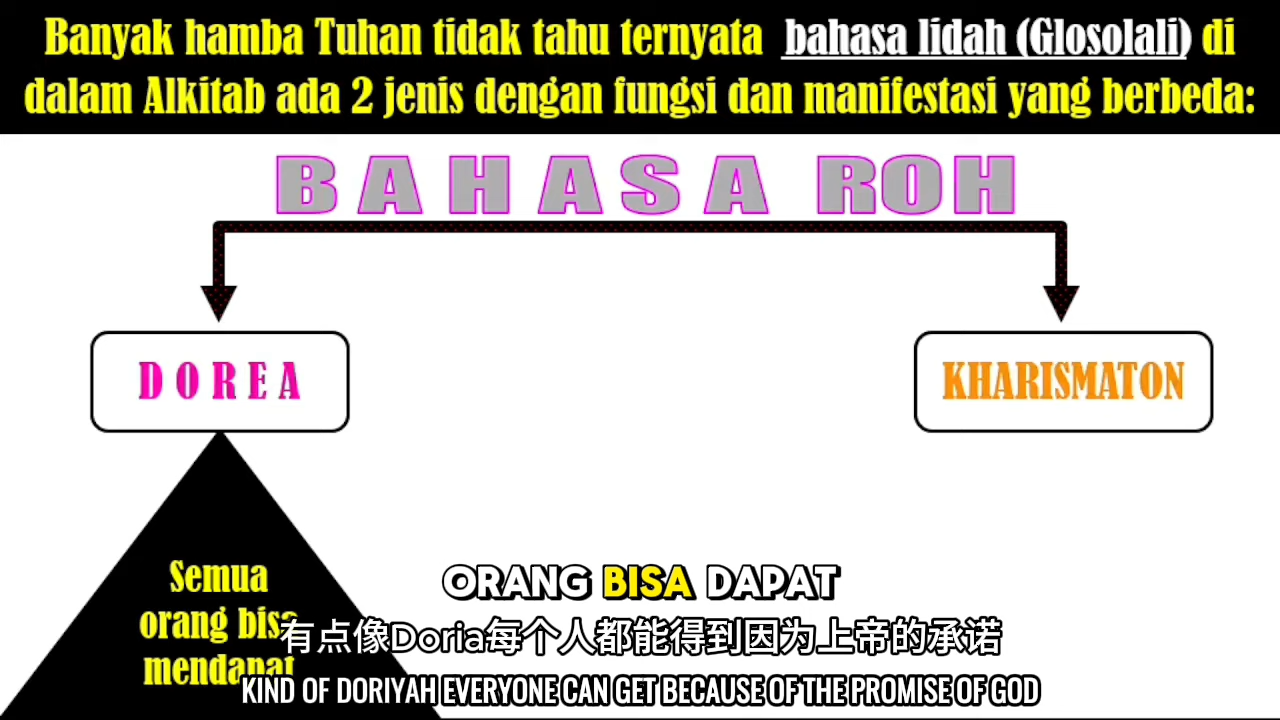 Banyak hamba Tuhan tidak tahu ternyata bahasa lidah (Glosolali) di
dalam Alkitab ada 2 jenis dengan fungsi dan manifestasi yang berbeda:
BAHASA ROH
DOREA
KHARISMATON
Semua
orang bisa
mendapat
ORANG BISA DAPAT
有点像Doria每个人都能得到因为上帝的承诺
KIND OF DORIYAH EVERYONE CAN GET BECAUSE OF THE PROMISE OF GOD